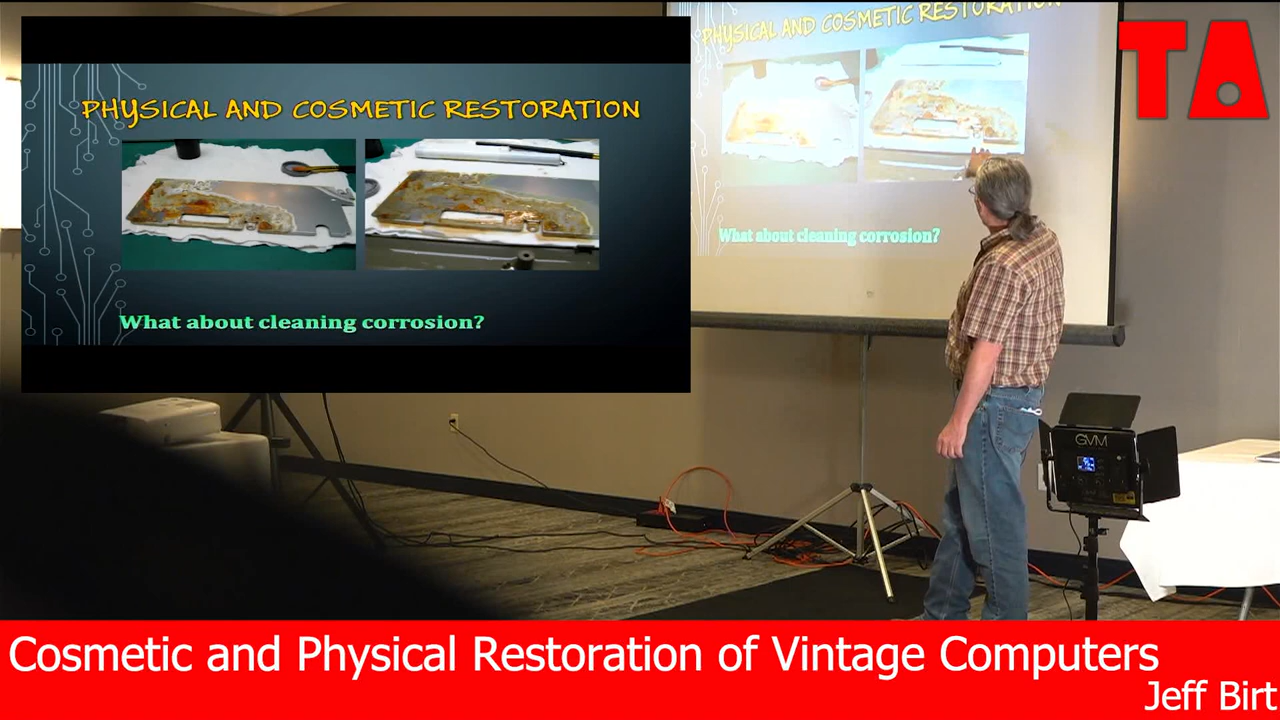 PHYSICAL AND COSMETIC RESTORATION
What about cleaning corrosion?
PHYSICAL AND COSMETIC RESTORATION
What about cleaning corrosion?
TA
GVM
Cosmetic and Physical Restoration of Vintage Computers
Jeff Birt